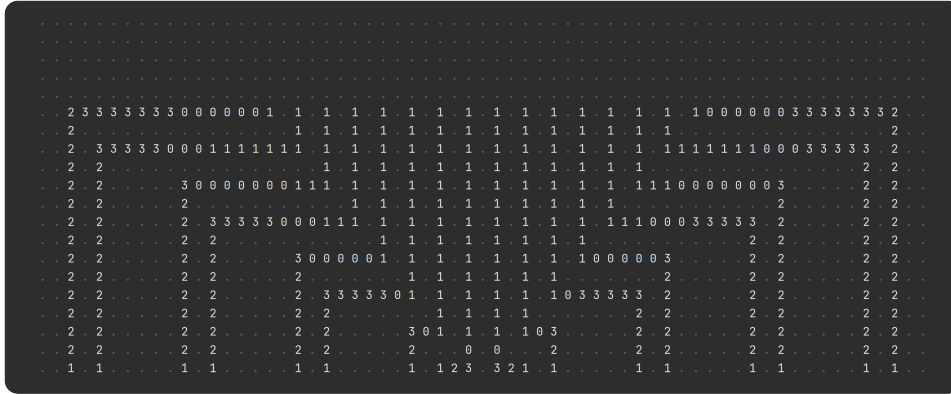 . . . . . . . . . . . . . . . . . . . . . . . . . . . . . . . . . . . . . . . . . . . . . . . . . . . . . . . . . . . . . . .
. . . . . . . . . . . . . . . . . . . . . . . . . . . . . . . . . . . . . . . . . . . . . . . . . . . . . . . . . . . . . . .
. . . . . . . . . . . . . . . . . . . . . . . . . . . . . . . . . . . . . . . . . . . . . . . . . . . . . . . . . . . . . . .
. . . . . . . . . . . . . . . . . . . . . . . . . . . . . . . . . . . . . . . . . . . . . . . . . . . . . . . . . . . . . . .
. . . . . . . . . . . . . . . . . . . . . . . . . . . . . . . . . . . . . . . . . . . . . . . . . . . . . . . . . . . . . . .
. . 2 3 3 3 3 3 3 3 0 0 0 0 0 0 1 . 1 . 1 . 1 . 1 . 1 . 1 . 1 . 1 . 1 . 1 . 1 . 1 . 1 . 1 . 1 0 0 0 0 0 0 3 3 3 3 3 3 3 2 . .
. . 2 . . . . . . . . . . . . . . . 1 . 1 . 1 . 1 . 1 . 1 . 1 . 1 . 1 . 1 . 1 . 1 . 1 . 1 . . . . . . . . . . . . . . . 2 . .
. . 2 . 3 3 3 3 3 0 0 0 1 1 1 1 1 1 1 . 1 . 1 . 1 . 1 . 1 . 1 . 1 . 1 . 1 . 1 . 1 . 1 . 1 1 1 1 1 1 1 0 0 0 3 3 3 3 3 . 2 . .
. . 2 . 2 . . . . . . . . . . . . . . . 1 . 1 . 1 . 1 . 1 . 1 . 1 . 1 . 1 . 1 . 1 . 1 . . . . . . . . . . . . . . . 2 . 2 . .
. . 2 . 2 . . . . . 3 0 0 0 0 0 0 0 1 1 1 . 1 . 1 . 1 . 1 . 1 . 1 . 1 . 1 . 1 . 1 . 1 1 1 0 0 0 0 0 0 0 3 . . . . . 2 . 2 . .
. . 2 . 2 . . . . . 2 . . . . . . . . . . . 1 . 1 . 1 . 1 . 1 . 1 . 1 . 1 . 1 . 1 . . . . . . . . . . . 2 . . . . . 2 . 2 . .
. . 2 . 2 . . . . . 2 . 3 3 3 3 3 0 0 0 1 1 1 . 1 . 1 . 1 . 1 . 1 . 1 . 1 . 1 . 1 1 1 0 0 0 3 3 3 3 3 . 2 . . . . . 2 . 2 . .
. . 2 . 2 . . . . . 2 . 2 . . . . . . . . . . . 1 . 1 . 1 . 1 . 1 . 1 . 1 . 1 . . . . . . . . . . . 2 . 2 . . . . . 2 . 2 . .
. . 2 . 2 . . . . . 2 . 2 . . . . . 3 0 0 0 0 0 1 . 1 . 1 . 1 . 1 . 1 . 1 . 1 0 0 0 0 0 3 . . . . . 2 . 2 . . . . . 2 . 2 . .
. . 2 . 2 . . . . . 2 . 2 . . . . . 2 . . . . . . . 1 . 1 . 1 . 1 . 1 . 1 . . . . . . . 2 . . . . . 2 . 2 . . . . . 2 . 2 . .
. . 2 . 2 . . . . . 2 . 2 . . . . . 2 . 3 3 3 3 3 0 1 . 1 . 1 . 1 . 1 . 1 0 3 3 3 3 3 . 2 . . . . . 2 . 2 . . . . . 2 . 2 . .
. . 2 . 2 . . . . . 2 . 2 . . . . . 2 . 2 . . . . . . . 1 . 1 . 1 . 1 . . . . . . . 2 . 2 . . . . . 2 . 2 . . . . . 2 . 2 . .
. . 2 . 2 . . . . . 2 . 2 . . . . . 2 . 2 . . . . . 3 0 1 . 1 . 1 . 1 0 3 . . . . . 2 . 2 . . . . . 2 . 2 . . . . . 2 . 2 . .
. . 2 . 2 . . . . . 2 . 2 . . . . . 2 . 2 . . . . . 2 . . . 0 . 0 . . . 2 . . . . . 2 . 2 . . . . . 2 . 2 . . . . . 2 . 2 . .
. . 1 . 1 . . . . . 1 . 1 . . . . . 1 . 1 . . . . . 1 . 1 2 3 . 3 2 1 . 1 . . . . . 1 . 1 . . . . . 1 . 1 . . . . . 1 . 1 . .